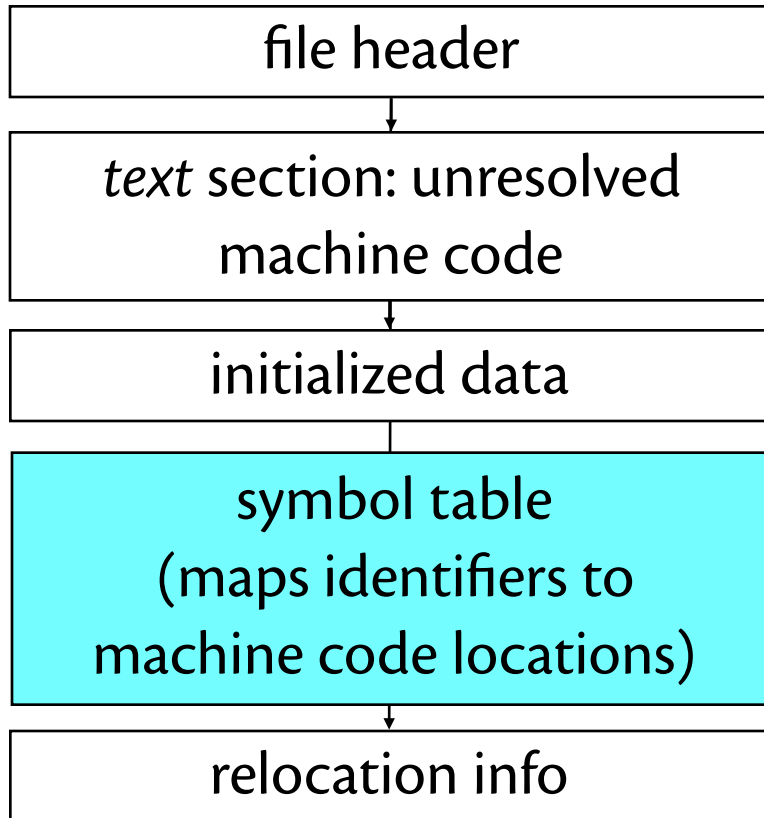 file header
text section: unresolved
machine code
initialized data
symbol table
(maps identifiers to
machine code locations)
relocation info